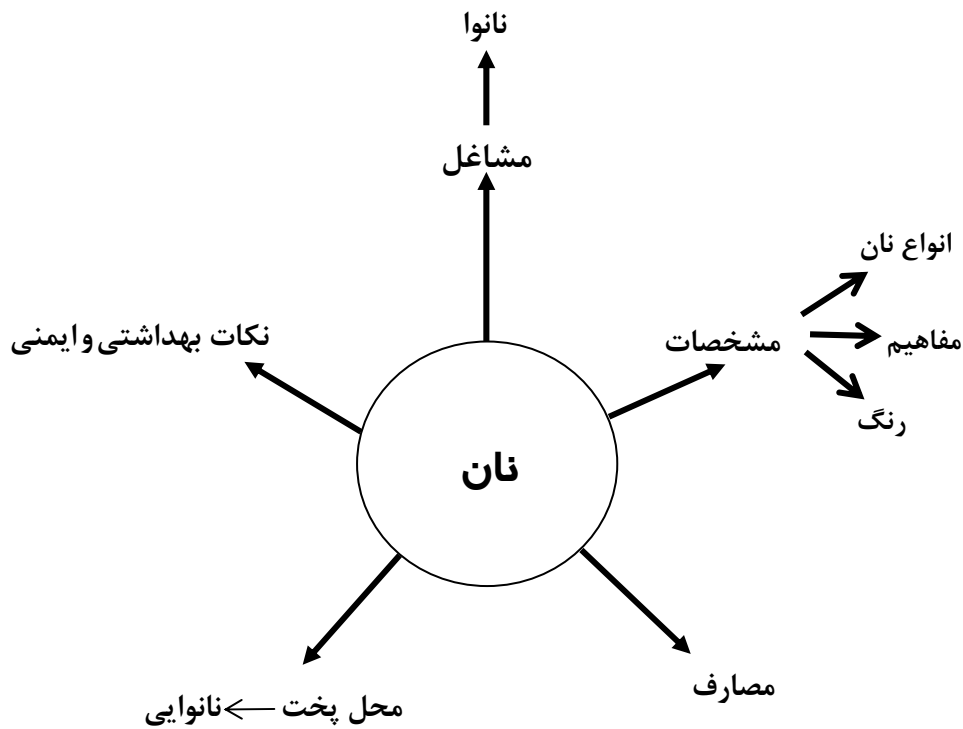 نانوا
مشاغل
انواع نان
نکات بهداشتی و ایمنی
مشخصات
مفاهیم
رنگ
نان
مصارف
محل پخت
نانوایی